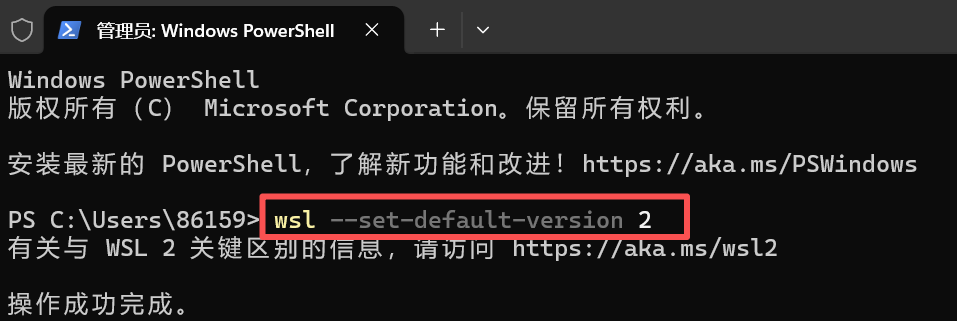 管理员: Windows PowerShell
Windows PowerShell
版权所有（C） Microsoft Corporation。保留所有权利。
安装最新的 PowerShell，了解新功能和改进！https://aka.ms/PSWindows
PS C:\Users\86159> wsl --set-default-version 2
有关与 WSL 2 关键区别的信息，请访问 https://aka.ms/wsl2
操作成功完成。